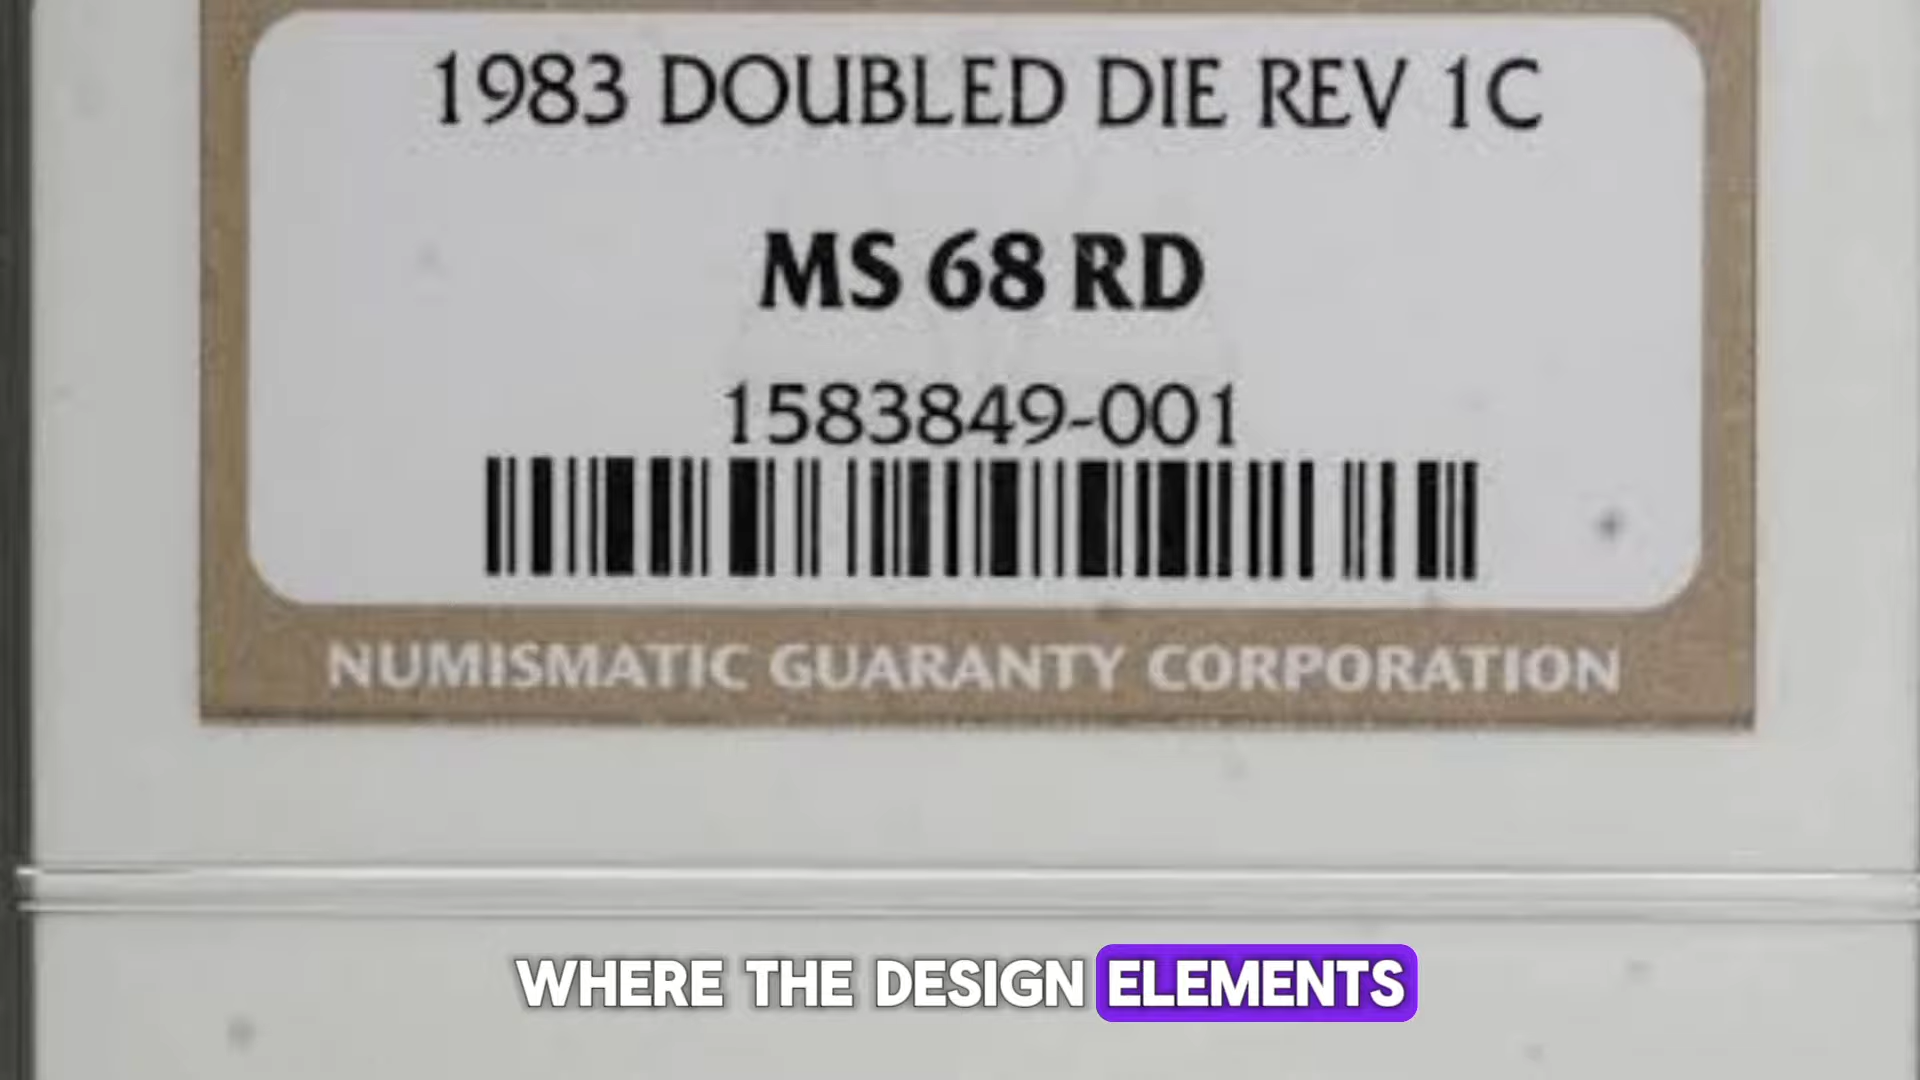 1983 DOUBLED DIE REV 1C
MS 68 RD
1583849-001
NUMISMATIC GUARANTY CORPORATION
WHERE THE DESIGN ELEMENTS